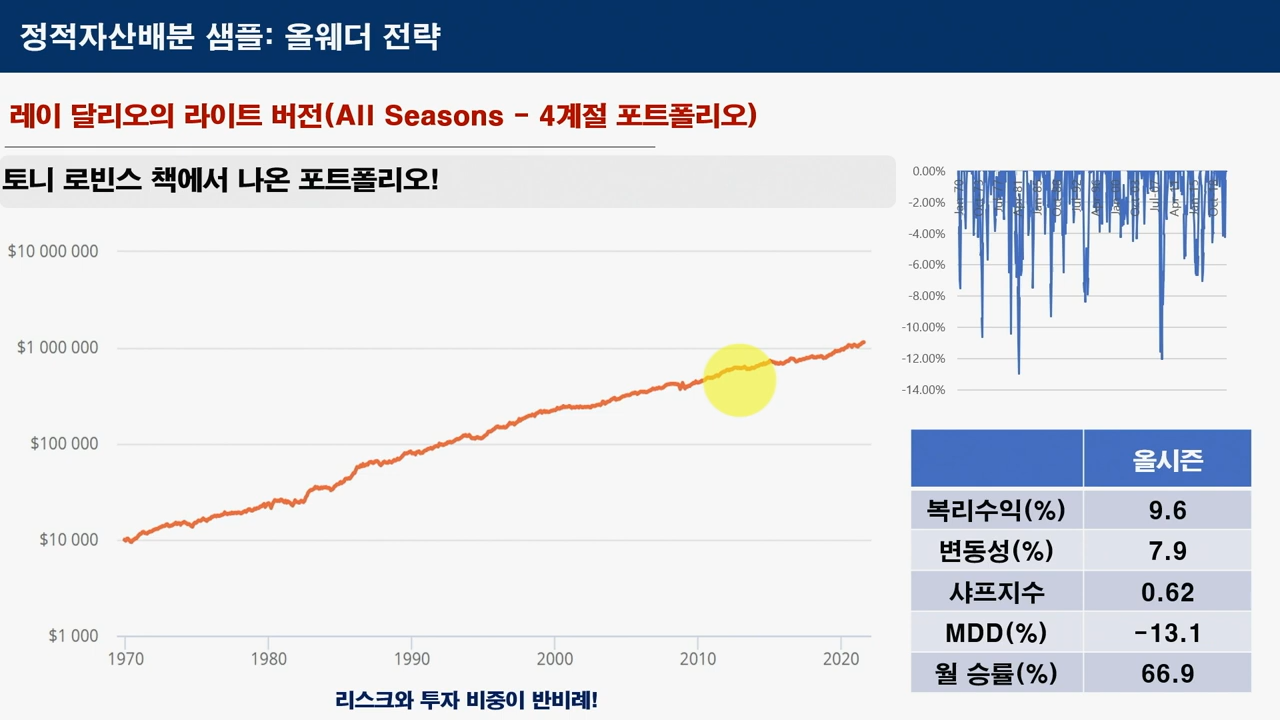 정적자산배분 샘플: 올웨더 전략
레이 달리오의 라이트 버전(All Seasons - 4계절 포트폴리오)
토니 로빈스 책에서 나온 포트폴리오!
$10 000 000
$1 000 000
$100 000
$10 000
$1 000
1970 1980 1990 2000 2010 2020
리스크와 투자 비중이 반비례!
0.00%
-2.00%
-4.00%
-6.00%
-8.00%
-10.00%
-12.00%
-14.00%
올시즌
복리수익(%) 9.6
변동성(%) 7.9
샤프지수 0.62
MDD(%) -13.1
월 승률(%) 66.9